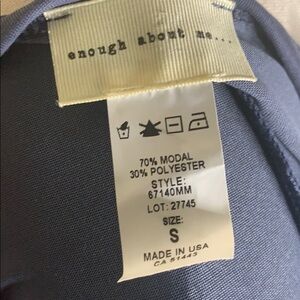 enough about me...
70% MODAL
30% POLYESTER
STYLE:
67140MM
LOT: 27745
SIZE:
S
MADE IN USA
CA 51443